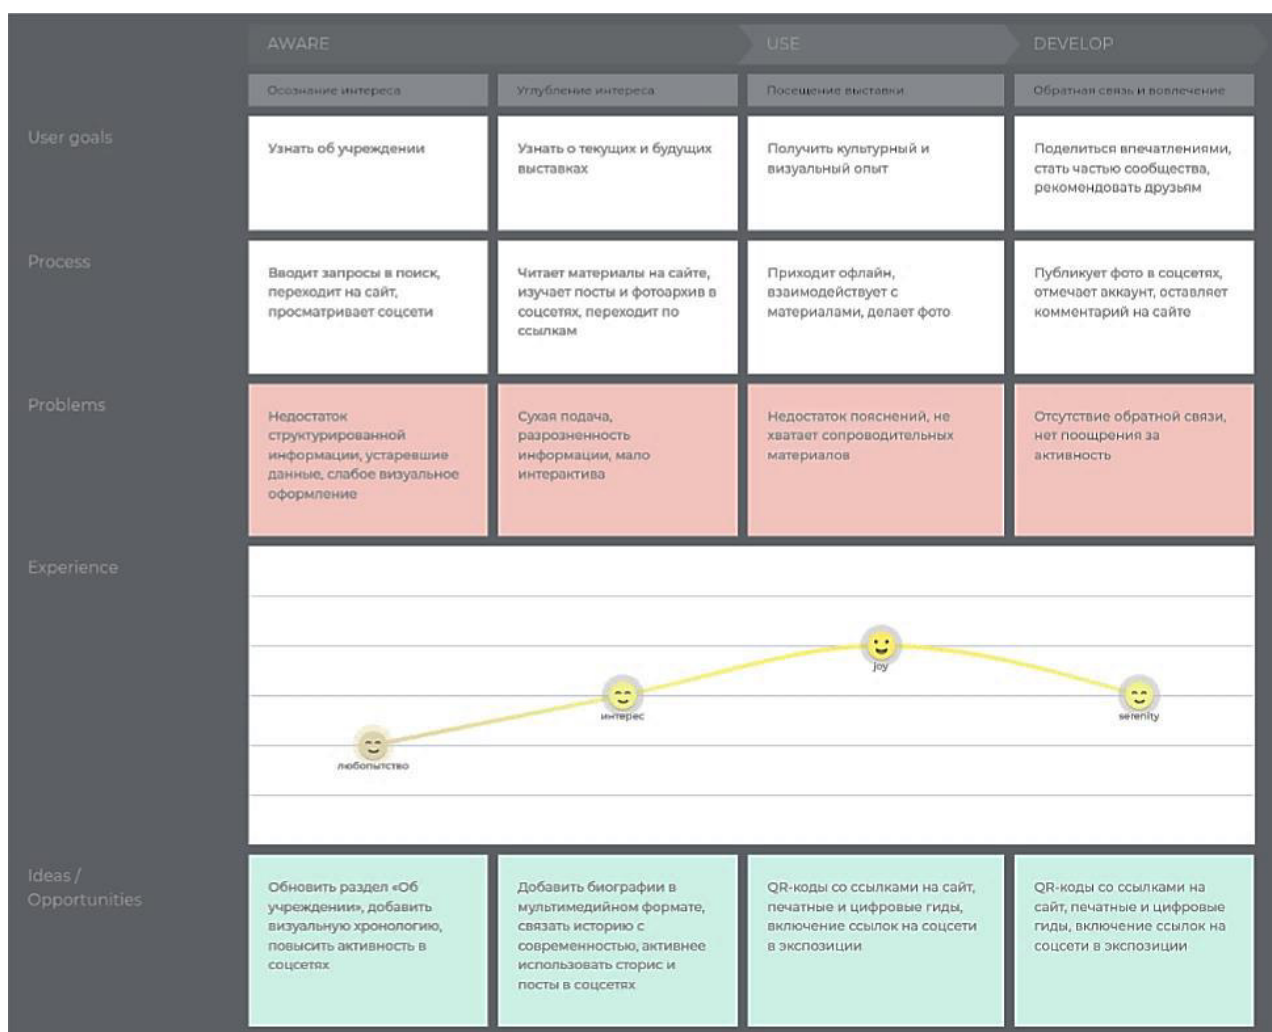 AWARE
USE
DEVELOP
Осознание интереса
Углубление интереса
Посещение выставки
Обратная связь и вовлечение
User goals
Узнать об учреждении
Узнать о текущих и будущих
выставках
Получить культурный и
визуальный опыт
Поделиться впечатлениями,
стать частью сообщества,
рекомендовать друзьям
Process
Вводит запросы в поиск,
переходит на сайт,
просматривает соцсети
Читает материалы на сайте,
изучает посты и фотоархив в
соцсетях, переходит по
ссылкам
Приходит офлайн,
взаимодействует с
материалами, делает фото
Публикует фото в соцсетях,
отмечает аккаунт, оставляет
комментарий на сайте
Problems
Недостаток
структурированной
информации, устаревшие
данные, слабое визуальное
оформление
Сухая подача,
разрозненность
информации, мало
интерактива
Недостаток пояснений, не
хватает сопроводительных
материалов
Отсутствие обратной связи,
нет поощрения за
активность
Experience
joy
интерес
serenity
любопытство
Ideas /
Opportunities
Обновить раздел «Об
учреждении», добавить
визуальную хронологию,
повысить активность в
соцсетях
Добавить биографии в
мультимедийном формате,
связать историю с
современностью, активнее
использовать сторис и
посты в соцсетях
QR-коды со ссылками на сайт,
печатные и цифровые гиды,
включение ссылок на соцсети
в экспозиции
QR-коды со ссылками на
сайт, печатные и цифровые
гиды, включение ссылок на
соцсети в экспозиции